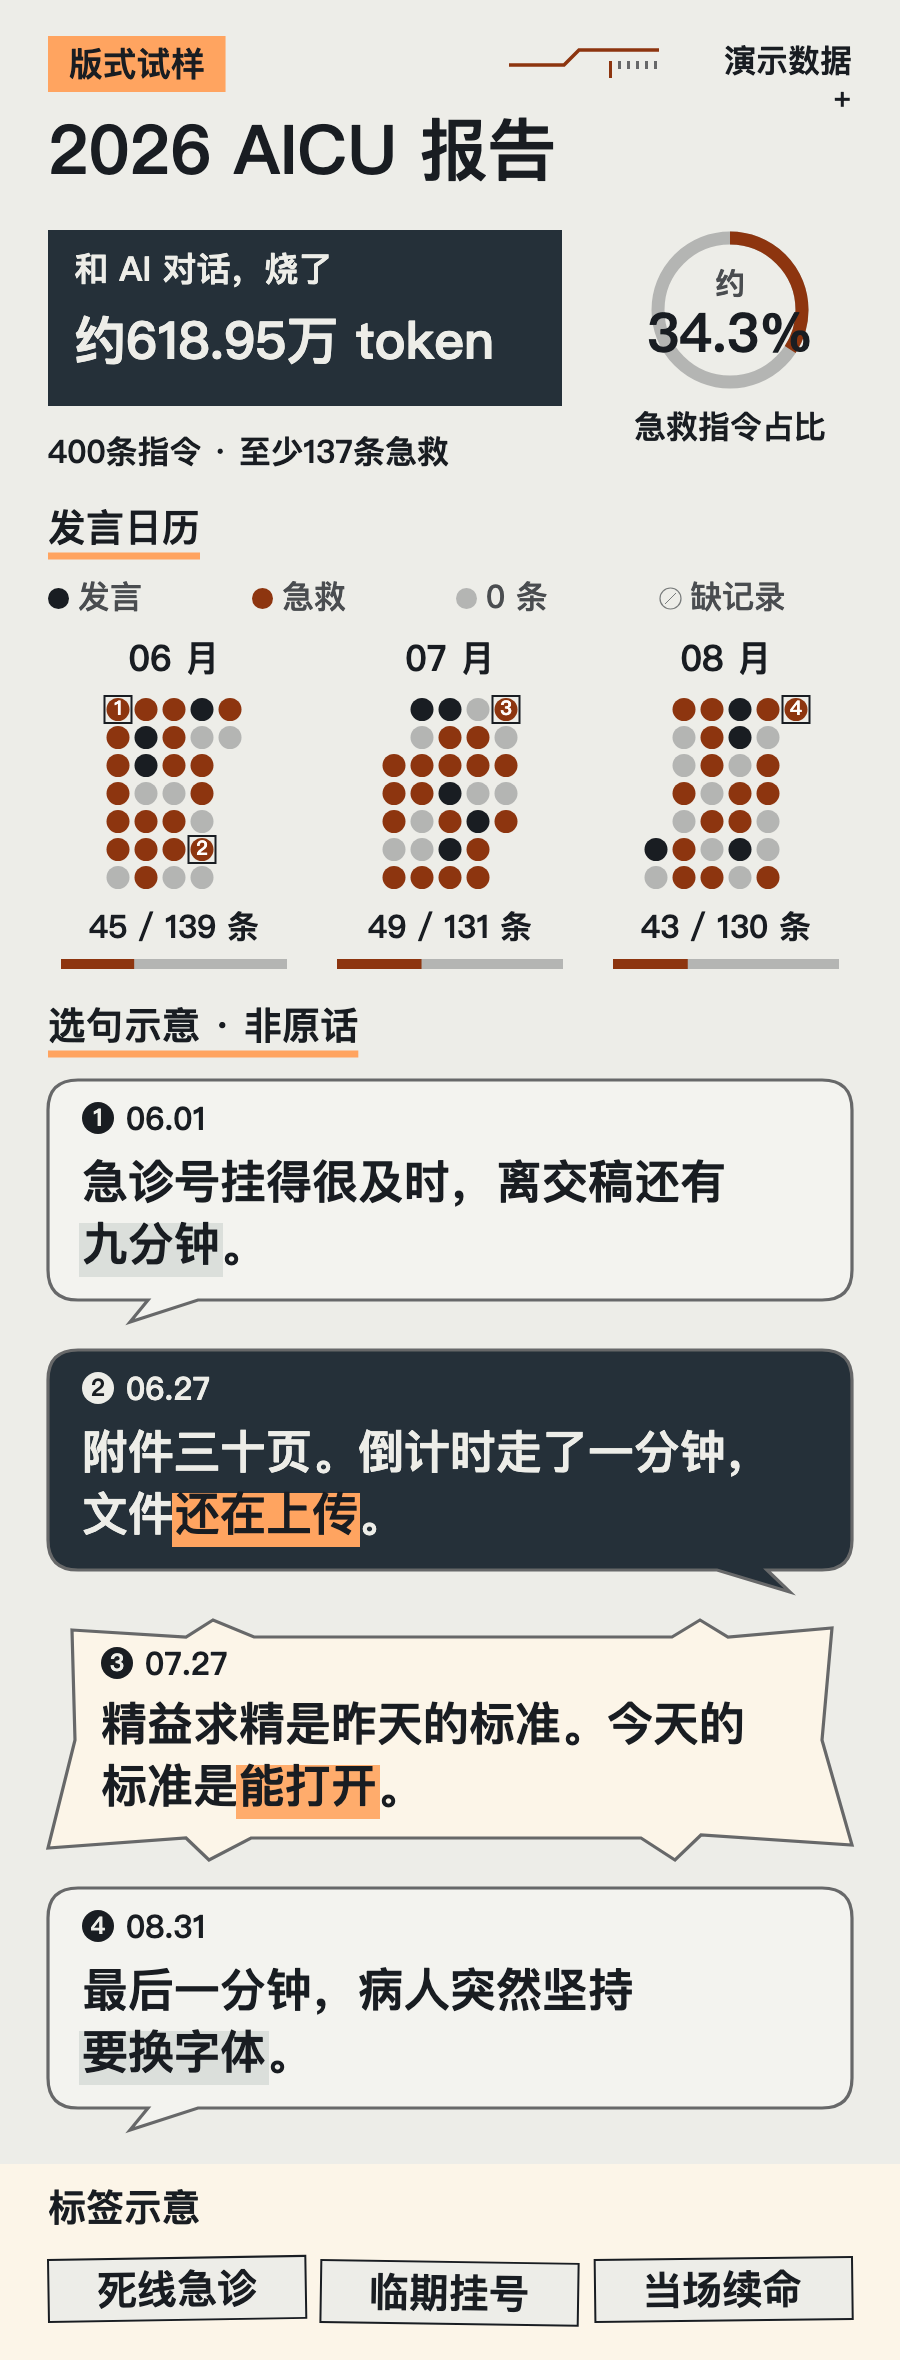 版式试样
演示数据
+
2026 AICU 报告
和 AI 对话，烧了
约618.95万 token
约
34.3%
急救指令占比
400条指令 · 至少137条急救
发言日历
发言
急救
0 条
缺记录
06 月
07 月
08 月
1
3
4
2
45 / 139 条
49 / 131 条
43 / 130 条
选句示意 · 非原话
1 06.01
急诊号挂得很及时，离交稿还有
九分钟。
2 06.27
附件三十页。倒计时走了一分钟，
文件还在上传。
3 07.27
精益求精是昨天的标准。今天的
标准是能打开。
4 08.31
最后一分钟，病人突然坚持
要换字体。
标签示意
死线急诊
临期挂号
当场续命